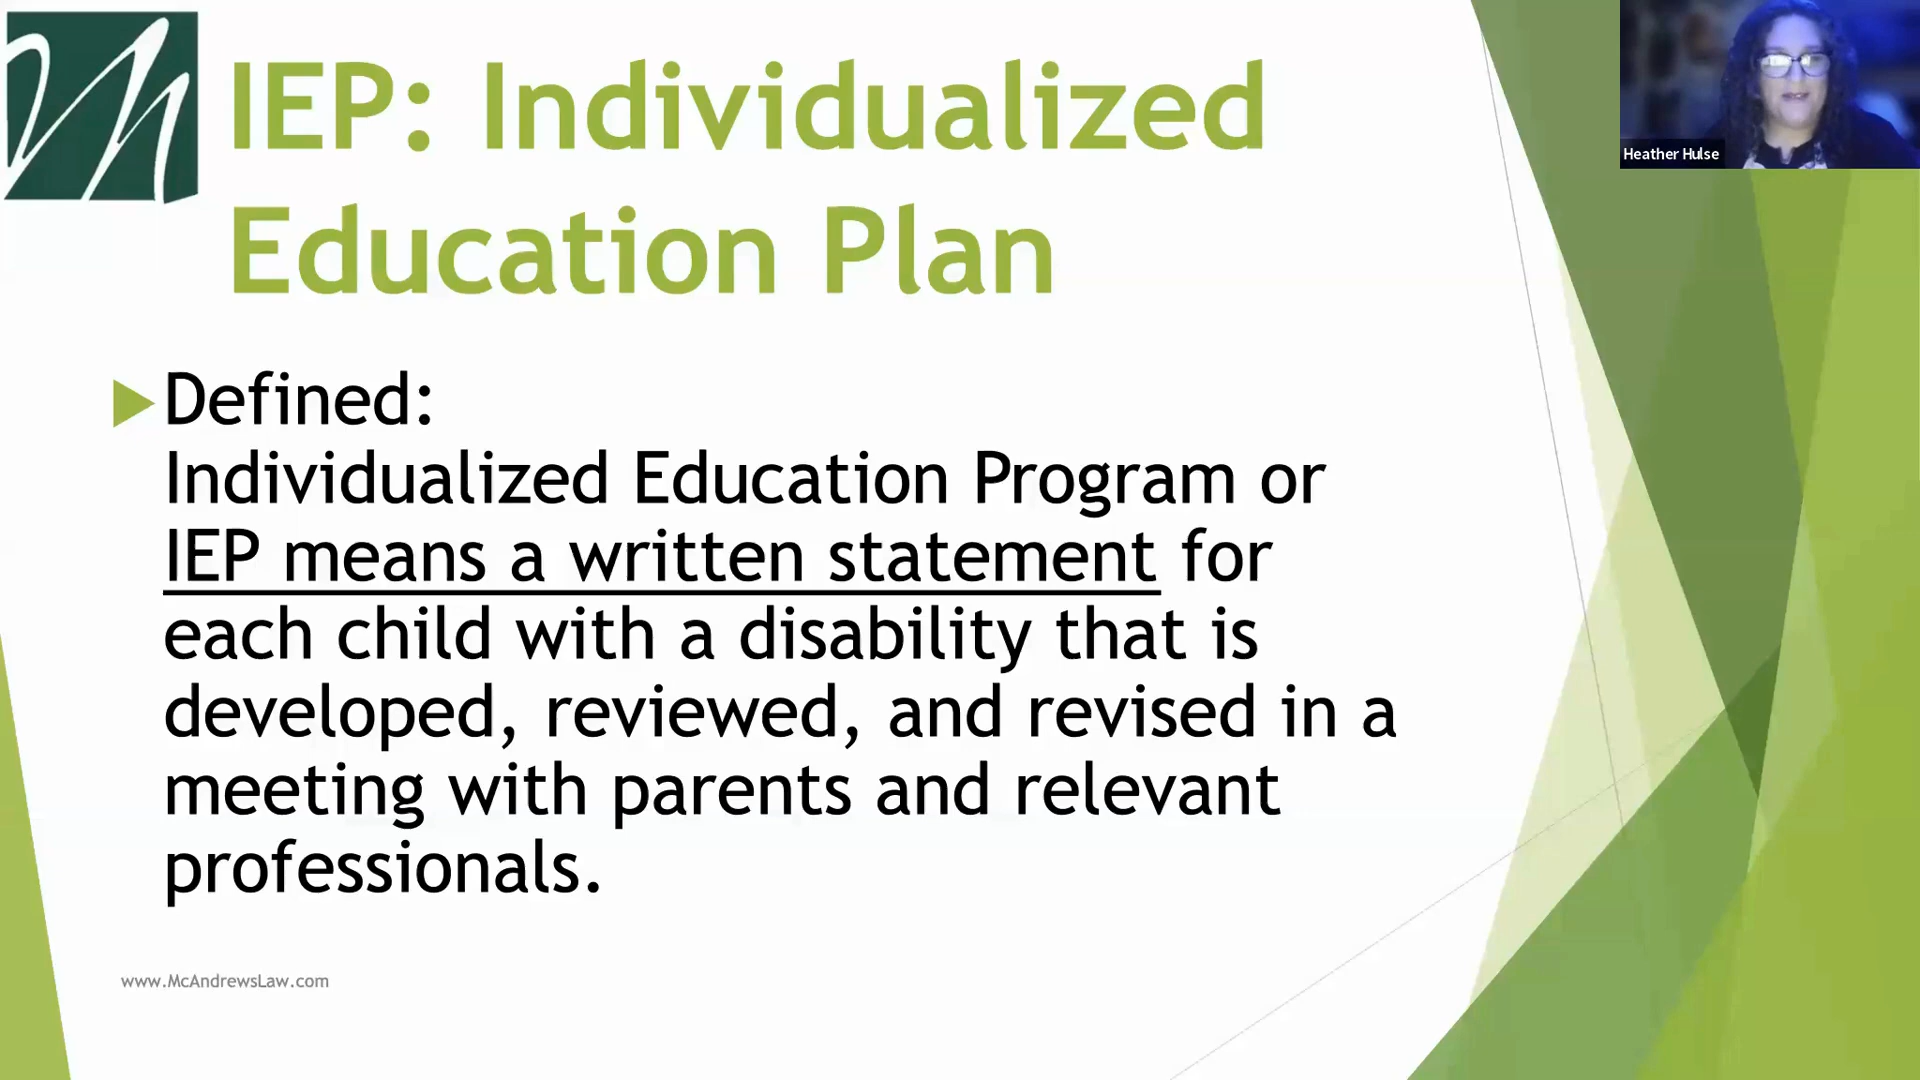 IEP: Individualized
Education Plan
Heather Hulse
Defined:
Individualized Education Program or
IEP means a written statement for
each child with a disability that is
developed, reviewed, and revised in a
meeting with parents and relevant
professionals.
www.McAndrewsLaw.com